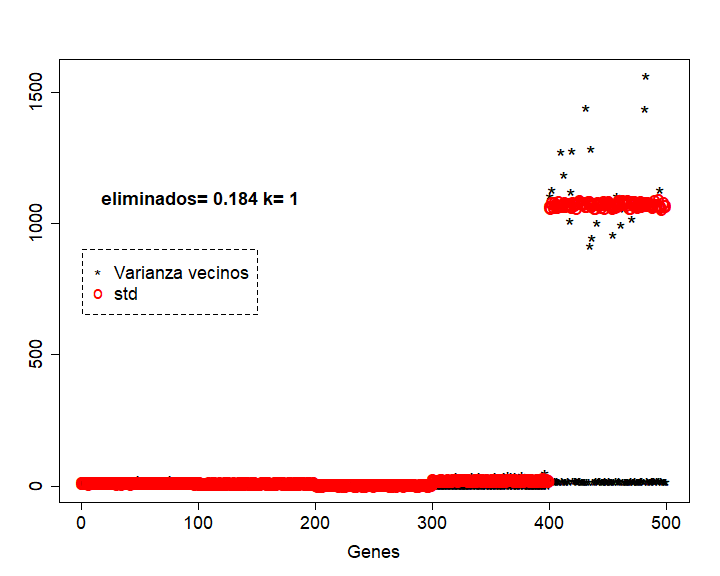 1500
1000
500
0
eliminados= 0.184 k= 1
* Varianza vecinos
o std
0 100 200 300 400 500
Genes